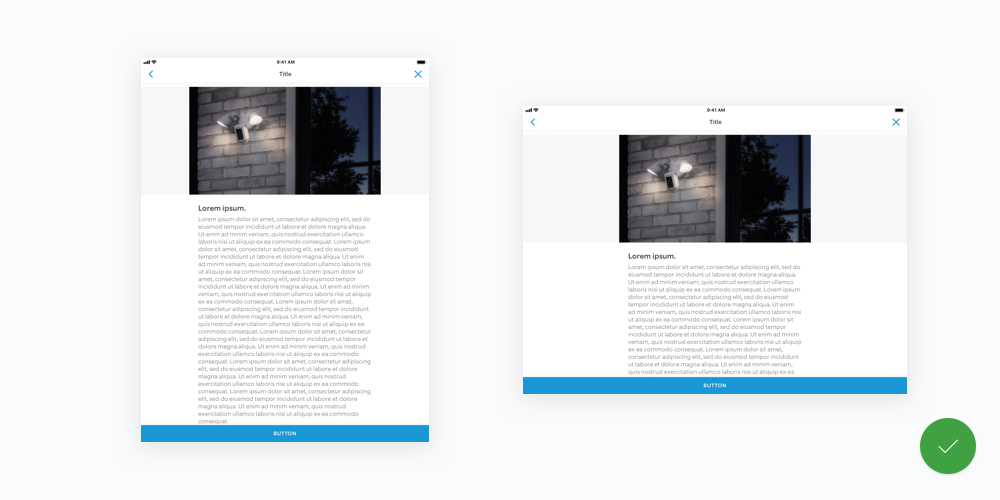 9:41 AM
Title
Lorem ipsum.
Lorem ipsum dolor sit amet, consectetur adipiscing elit, sed do
eiusmod tempor incididunt ut labore et dolore magna aliqua.
Ut enim ad minim veniam, quis nostrud exercitation ullamco
laboris nisi ut aliquip ex ea commodo consequat. Lorem ipsum
dolor sit amet, consectetur adipiscing elit, sed do eiusmod
tempor incididunt ut labore et dolore magna aliqua. Ut enim
ad minim veniam, quis nostrud exercitation ullamco laboris nisi
ut aliquip ex ea commodo consequat. Lorem ipsum dolor sit
amet, consectetur adipiscing elit, sed do eiusmod tempor
incididunt ut labore et dolore magna aliqua. Ut enim ad minim
veniam, quis nostrud exercitation ullamco laboris nisi ut aliquip
ex ea commodo consequat. Lorem ipsum dolor sit amet,
consectetur adipiscing elit, sed do eiusmod tempor incididunt
ut labore et dolore magna aliqua. Ut enim ad minim veniam,
quis nostrud exercitation ullamco laboris nisi ut aliquip ex ea
commodo consequat. Lorem ipsum dolor sit amet, consectetur
adipiscing elit, sed do eiusmod tempor incididunt ut labore et
dolore magna aliqua. Ut enim ad minim veniam, quis nostrud
exercitation ullamco laboris nisi ut aliquip ex ea commodo
consequat. Lorem ipsum dolor sit amet, consectetur adipiscing
elit, sed do eiusmod tempor incididunt ut labore et dolore
magna aliqua. Ut enim ad minim veniam, quis nostrud
exercitation ullamco laboris nisi ut aliquip ex ea commodo
consequat. Lorem ipsum dolor sit amet, consectetur adipiscing
elit, sed do eiusmod tempor incididunt ut labore et dolore
magna aliqua. Ut enim ad minim veniam, quis nostrud
exercitation ullamco laboris nisi ut aliquip ex ea commodo
consequat.
BUTTON
9:41 AM
Title
Lorem ipsum.
Lorem ipsum dolor sit amet, consectetur adipiscing elit, sed do
eiusmod tempor incididunt ut labore et dolore magna aliqua.
Ut enim ad minim veniam, quis nostrud exercitation ullamco
laboris nisi ut aliquip ex ea commodo consequat. Lorem ipsum
dolor sit amet, consectetur adipiscing elit, sed do eiusmod
tempor incididunt ut labore et dolore magna aliqua. Ut enim
ad minim veniam, quis nostrud exercitation ullamco laboris nisi
ut aliquip ex ea commodo consequat. Lorem ipsum dolor sit
amet, consectetur adipiscing elit, sed do eiusmod tempor
incididunt ut labore et dolore magna aliqua. Ut enim ad minim
veniam, quis nostrud exercitation ullamco laboris nisi ut aliquip
ex ea commodo consequat. Lorem ipsum dolor sit amet,
consectetur adipiscing elit, sed do eiusmod tempor incididunt
ut labore et dolore magna aliqua. Ut enim ad minim veniam,
quis nostrud exercitation ullamco laboris nisi ut aliquip ex ea
BUTTON